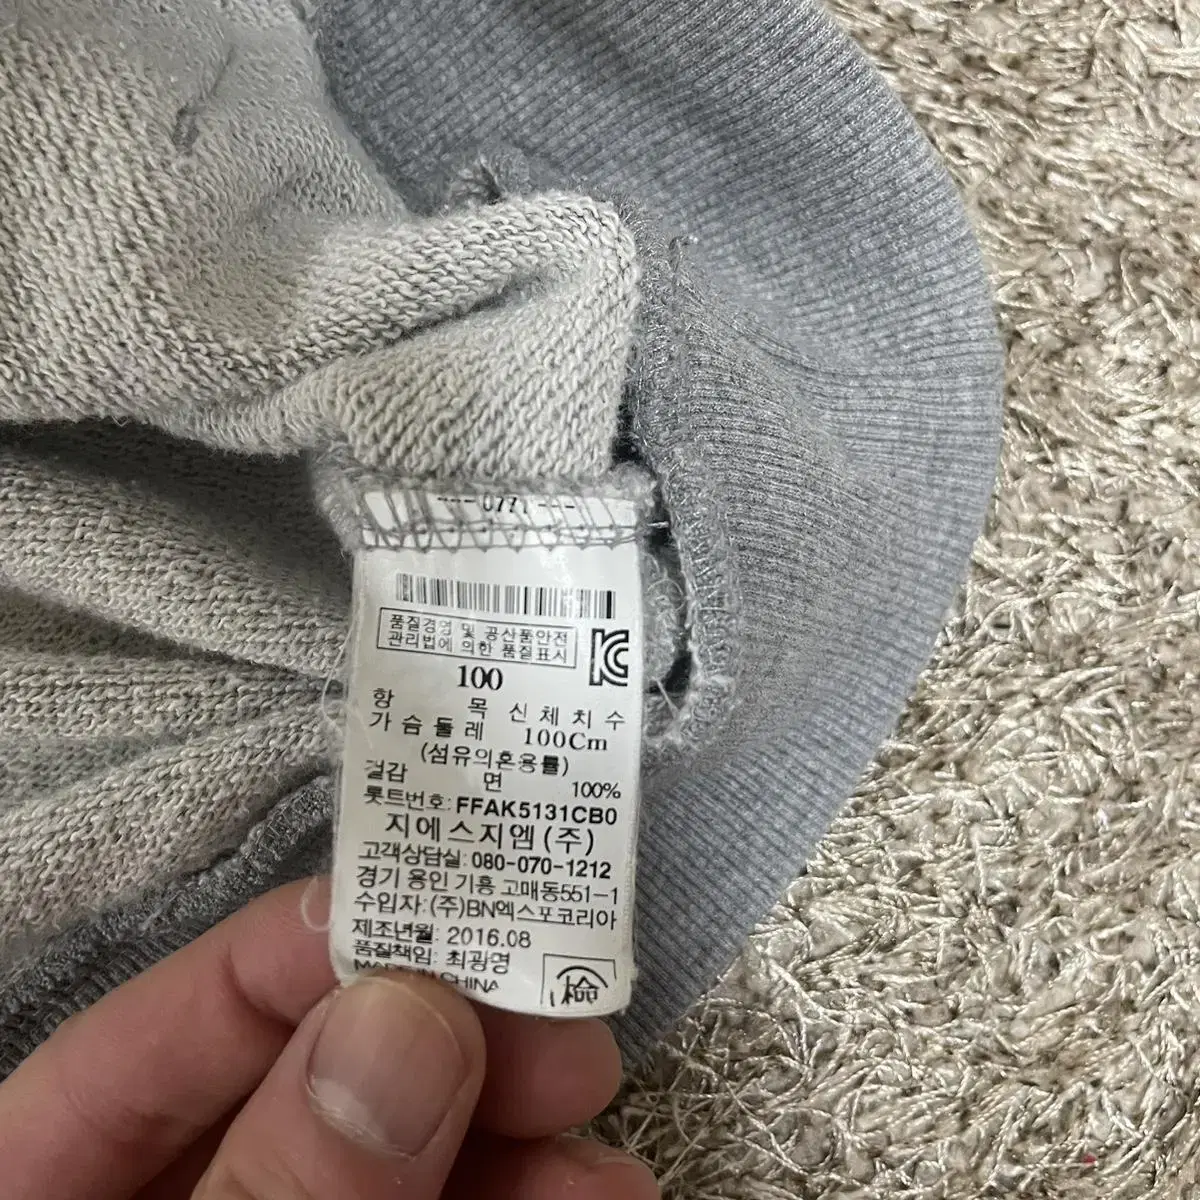 ---0771---
품질경영 및 공산품안전
관리법에 의한 품질표시
KC
100
항 목 신체치수
가슴둘레 100Cm
(섬유의혼용률)
겉감 면 100%
롯트번호: FFAK5131CB0
지에스지엠(주)
고객상담실: 080-070-1212
경기 용인 기흥 고매동551-1
수입자: (주)BN엑스포코리아
제조년월: 2016.08
품질책임: 최광명
MADE IN CHINA
檢